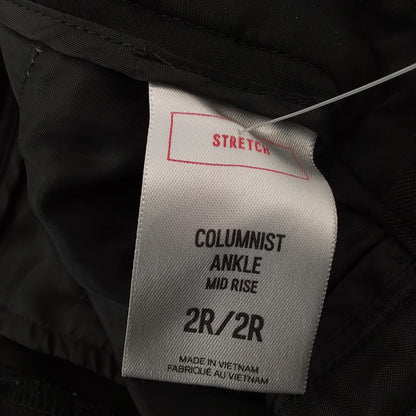 STRETCH
COLUMNIST
ANKLE
MID RISE
2R/2R
MADE IN VIETNAM
FABRIQUÉ AU VIETNAM